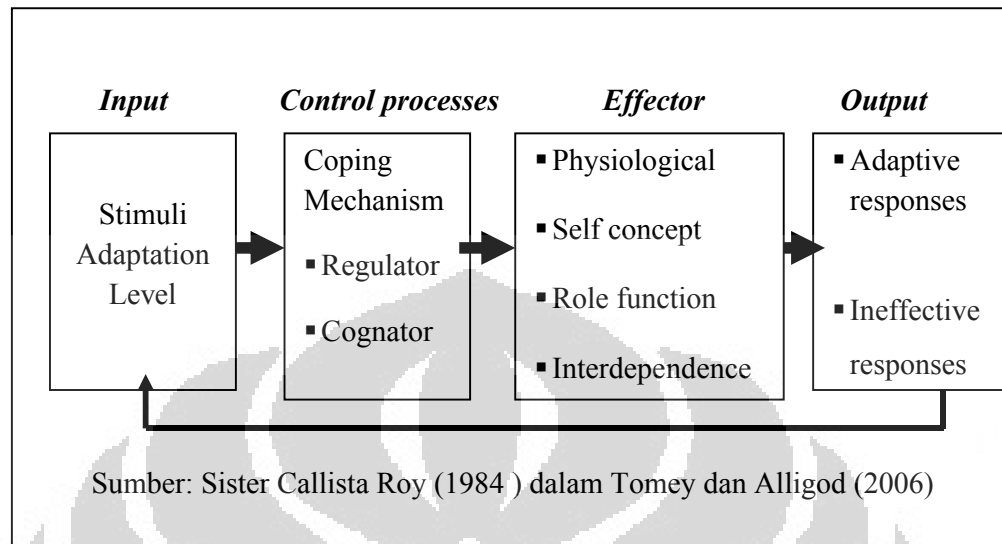 Input
Control processes
Effector
Output
Stimuli
Adaptation
Level
Coping
Mechanism
▪ Regulator
▪ Cognator
▪ Physiological
▪ Self concept
▪ Role function
▪ Interdependence
▪ Adaptive
responses
▪ Ineffective
responses
Sumber: Sister Callista Roy (1984 ) dalam Tomey dan Alligod (2006)